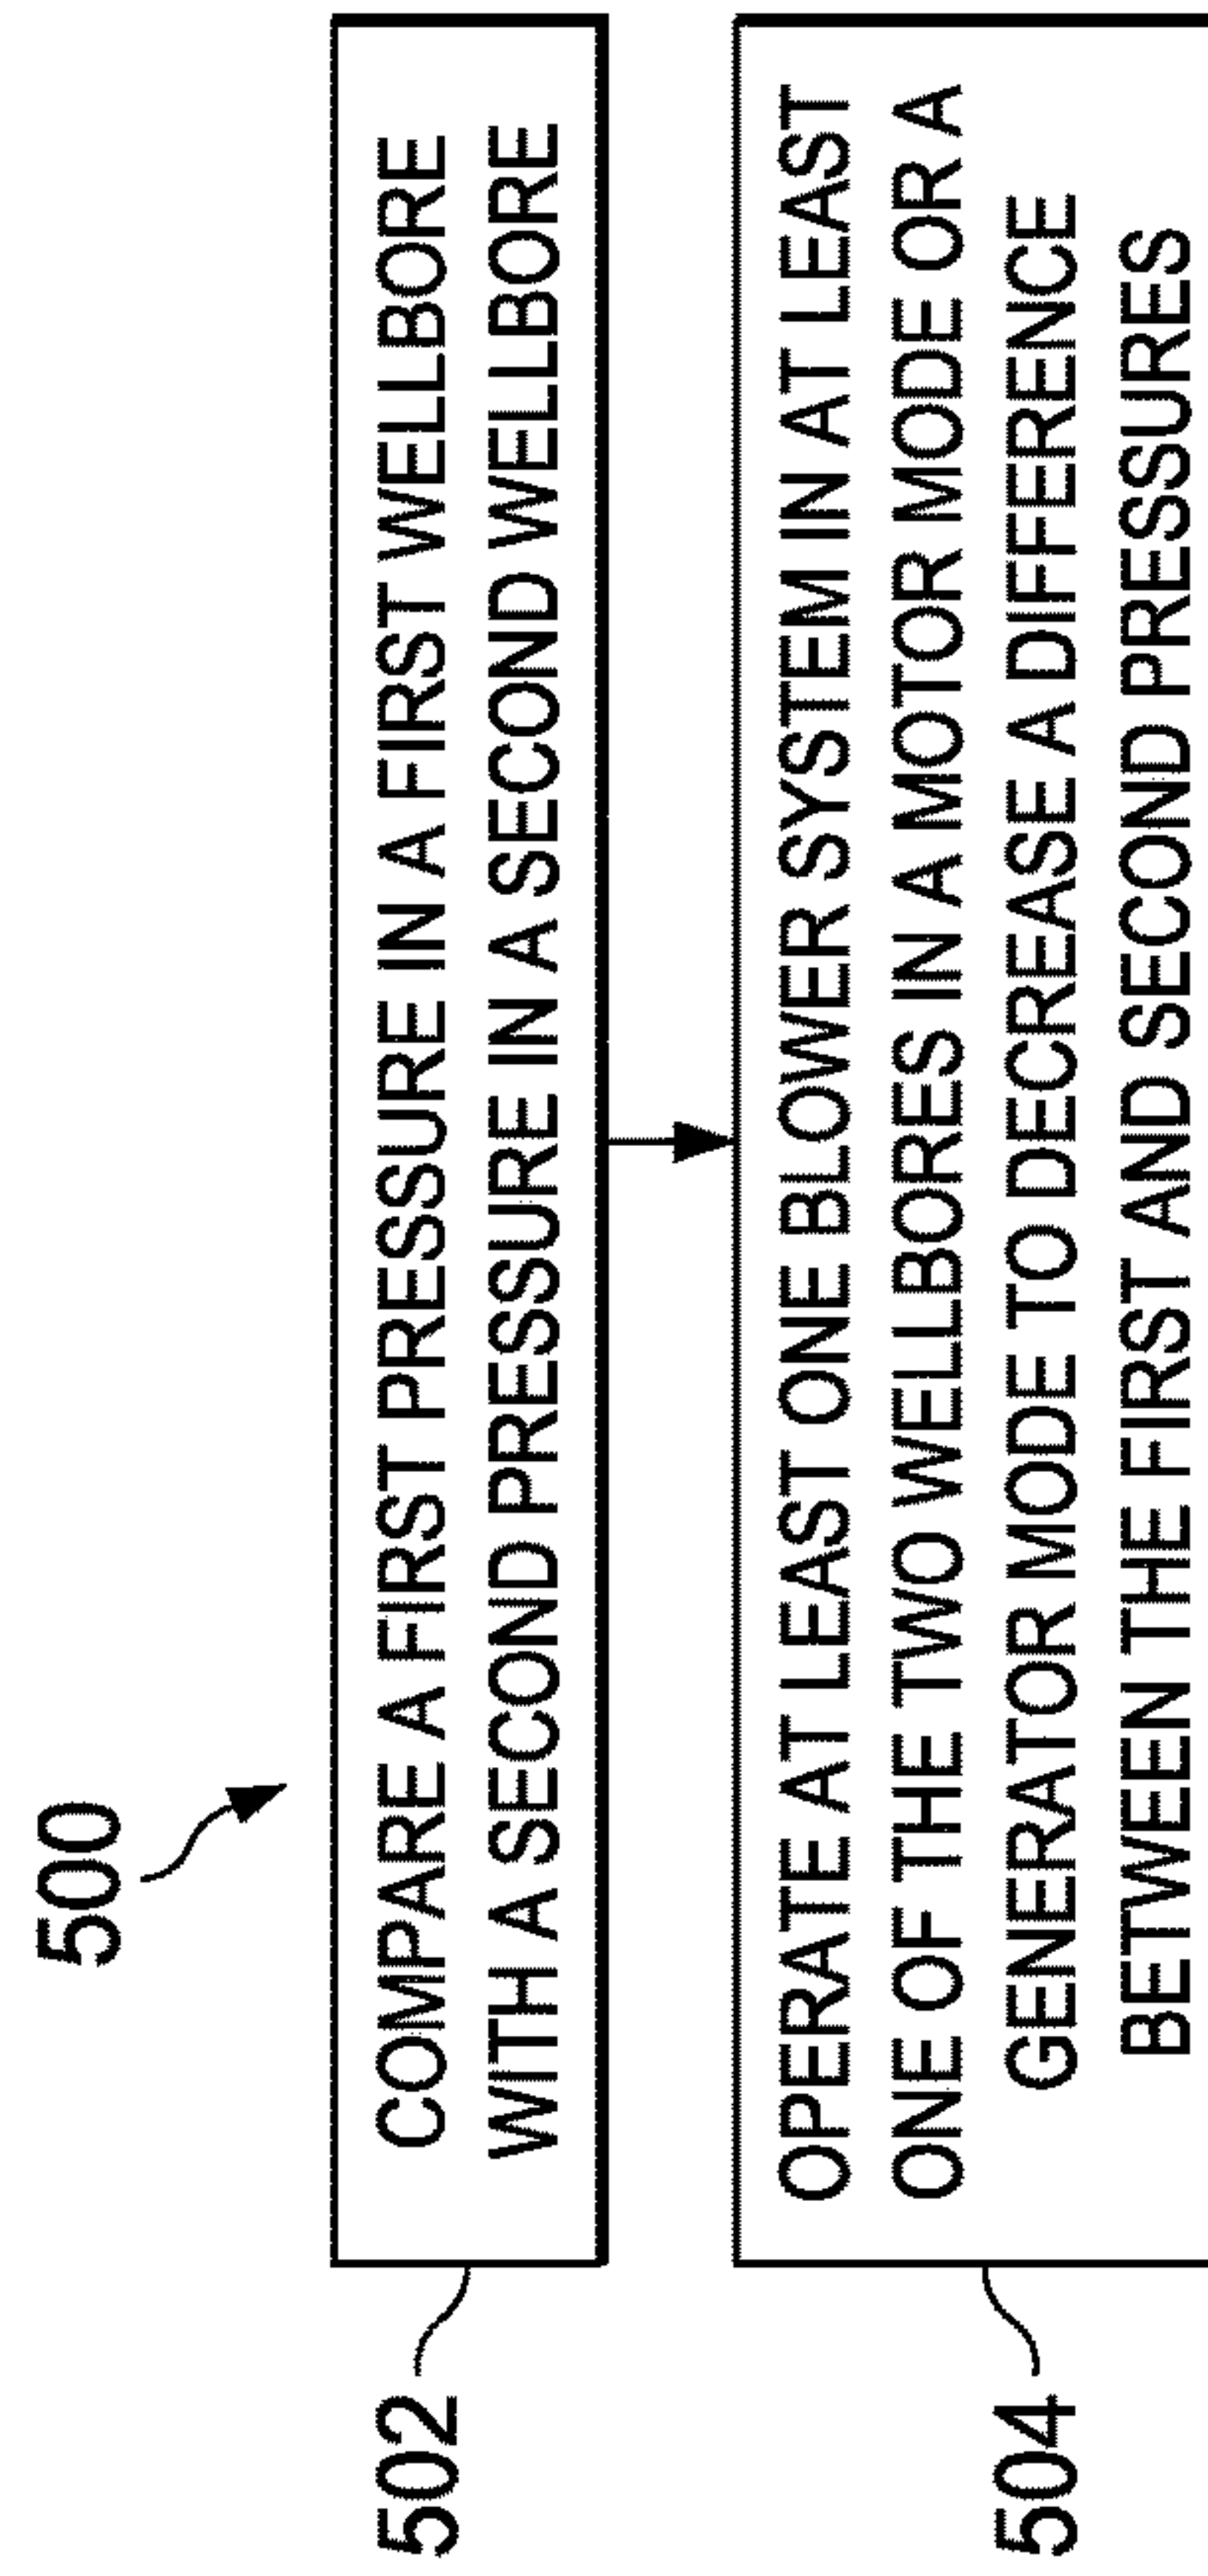 500
502
COMPARE A FIRST PRESSURE IN A FIRST WELLBORE
WITH A SECOND PRESSURE IN A SECOND WELLBORE
504
OPERATE AT LEAST ONE BLOWER SYSTEM IN AT LEAST
ONE OF THE TWO WELLBORES IN A MOTOR MODE OR A
GENERATOR MODE TO DECREASE A DIFFERENCE
BETWEEN THE FIRST AND SECOND PRESSURES